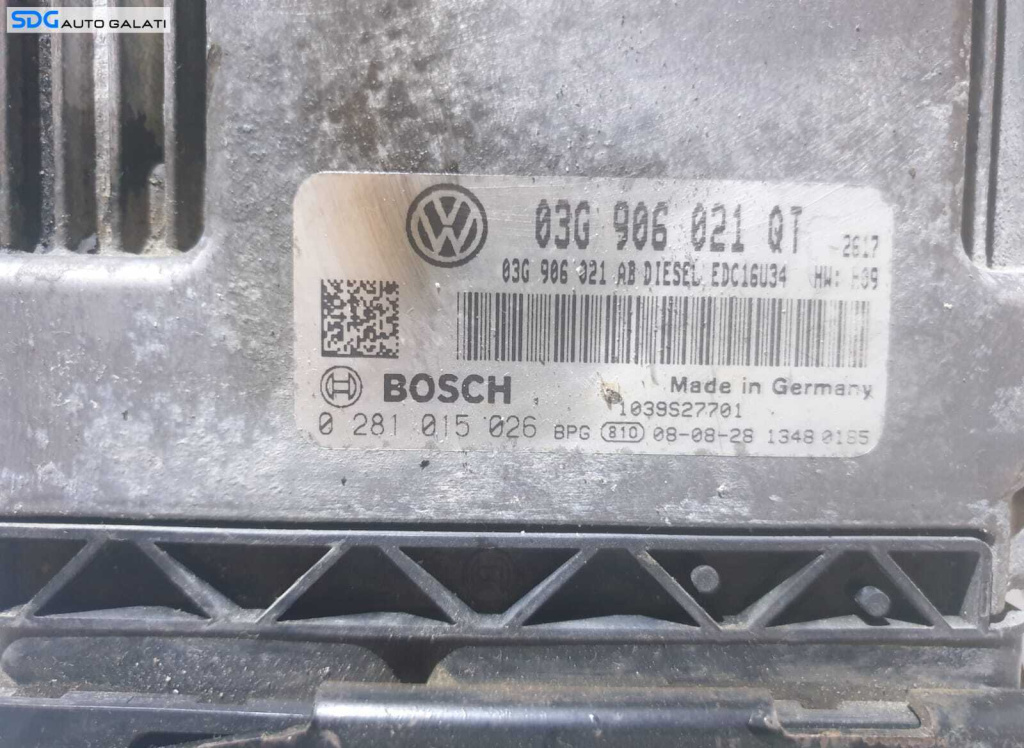 SDG AUTO GALATI
03G 906 021 QT 2617
03G 906 021 AB DIESEL EDC16U34 HW:
BOSCH
Made in Germany
1039S27701
0 281 015 026 BPG 810 08-08-28 1348 0185